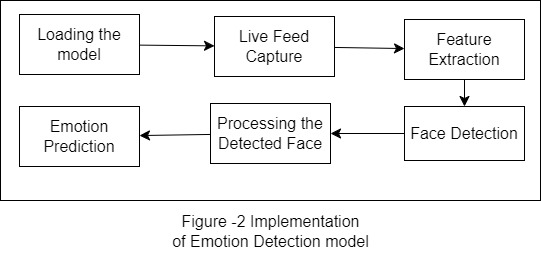 Loading the
model
Live Feed
Capture
Feature
Extraction
Emotion
Prediction
Processing the
Detected Face
Face Detection
Figure -2 Implementation
of Emotion Detection model